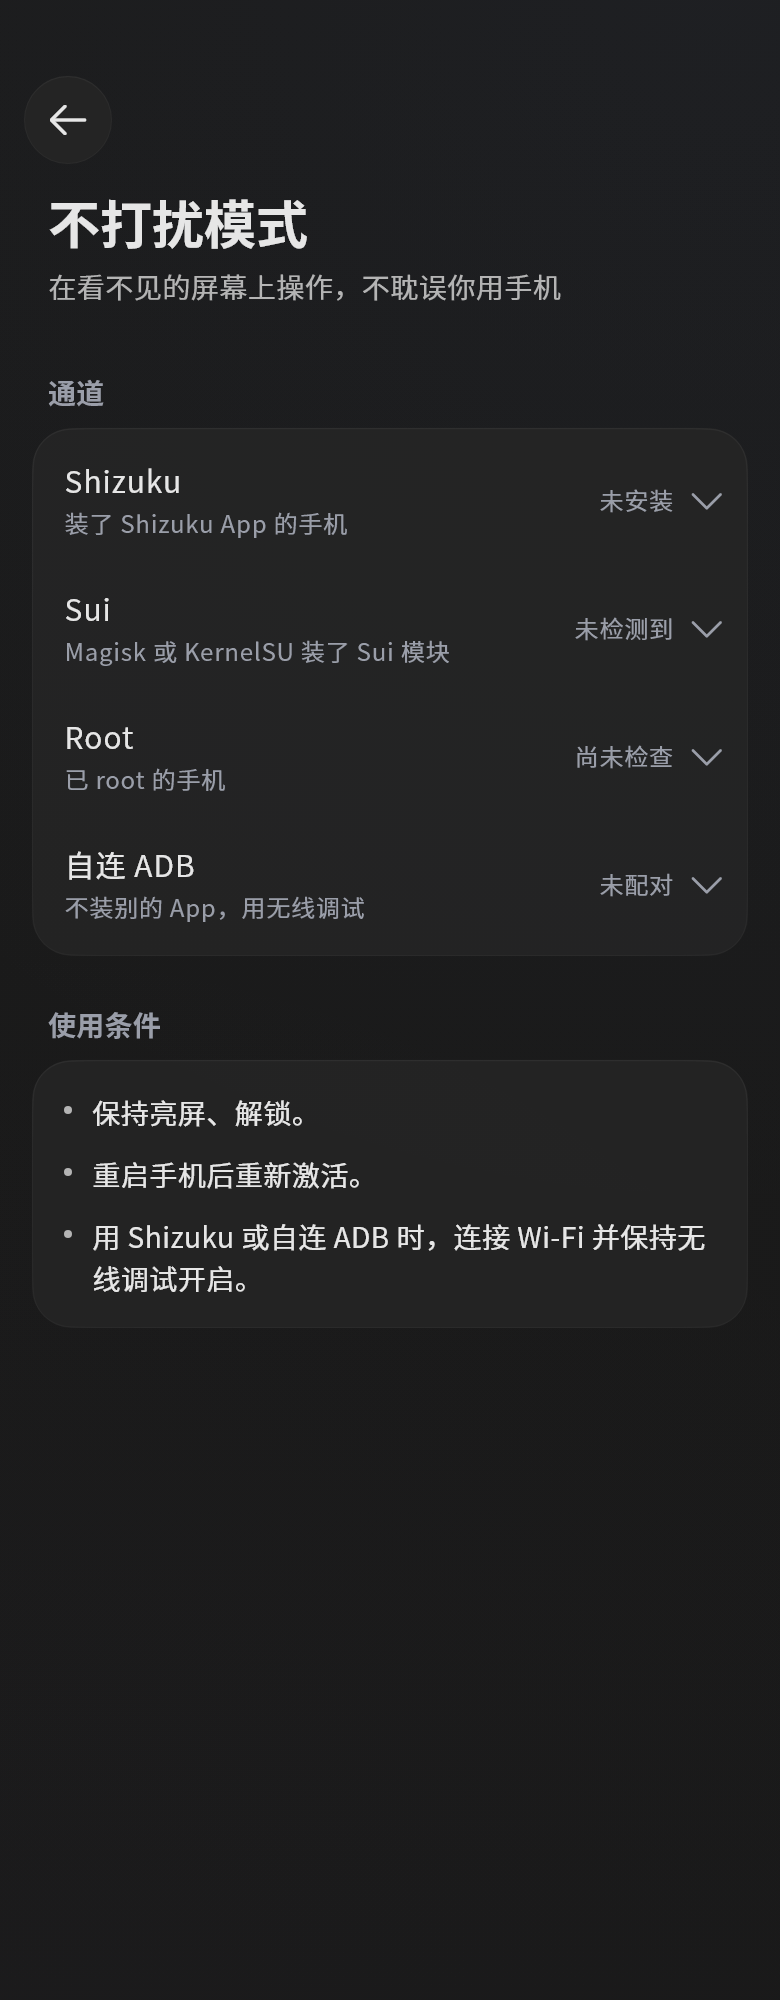 不打扰模式
在看不见的屏幕上操作，不耽误你用手机
通道
Shizuku
装了 Shizuku App 的手机
未安装
Sui
Magisk 或 KernelSU 装了 Sui 模块
未检测到
Root
已 root 的手机
尚未检查
自连 ADB
不装别的 App，用无线调试
未配对
使用条件
• 保持亮屏、解锁。
• 重启手机后重新激活。
• 用 Shizuku 或自连 ADB 时，连接 Wi-Fi 并保持无
线调试开启。